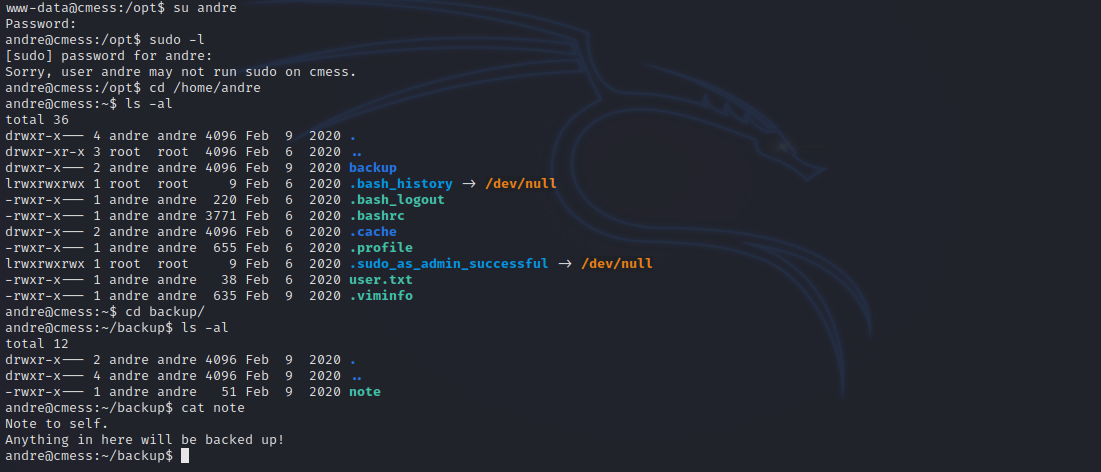 www-data@cmess:/opt$ su andre
Password:
andre@cmess:/opt$ sudo -l
[sudo] password for andre:
Sorry, user andre may not run sudo on cmess.
andre@cmess:/opt$ cd /home/andre
andre@cmess:~$ ls -al
total 36
drwxr-x--- 4 andre andre 4096 Feb  9  2020 .
drwxr-xr-x 3 root  root  4096 Feb  6  2020 ..
drwxr-x--- 2 andre andre 4096 Feb  9  2020 backup
lrwxrwxrwx 1 root  root     9 Feb  6  2020 .bash_history -> /dev/null
-rwxr-x--- 1 andre andre  220 Feb  6  2020 .bash_logout
-rwxr-x--- 1 andre andre 3771 Feb  6  2020 .bashrc
drwxr-x--- 2 andre andre 4096 Feb  6  2020 .cache
-rwxr-x--- 1 andre andre  655 Feb  6  2020 .profile
lrwxrwxrwx 1 root  root     9 Feb  6  2020 .sudo_as_admin_successful -> /dev/null
-rwxr-x--- 1 andre andre   38 Feb  6  2020 user.txt
-rwxr-x--- 1 andre andre  635 Feb  9  2020 .viminfo
andre@cmess:~$ cd backup/
andre@cmess:~/backup$ ls -al
total 12
drwxr-x--- 2 andre andre 4096 Feb  9  2020 .
drwxr-x--- 4 andre andre 4096 Feb  9  2020 ..
-rwxr-x--- 1 andre andre   51 Feb  9  2020 note
andre@cmess:~/backup$ cat note
Note to self.
Anything in here will be backed up!
andre@cmess:~/backup$